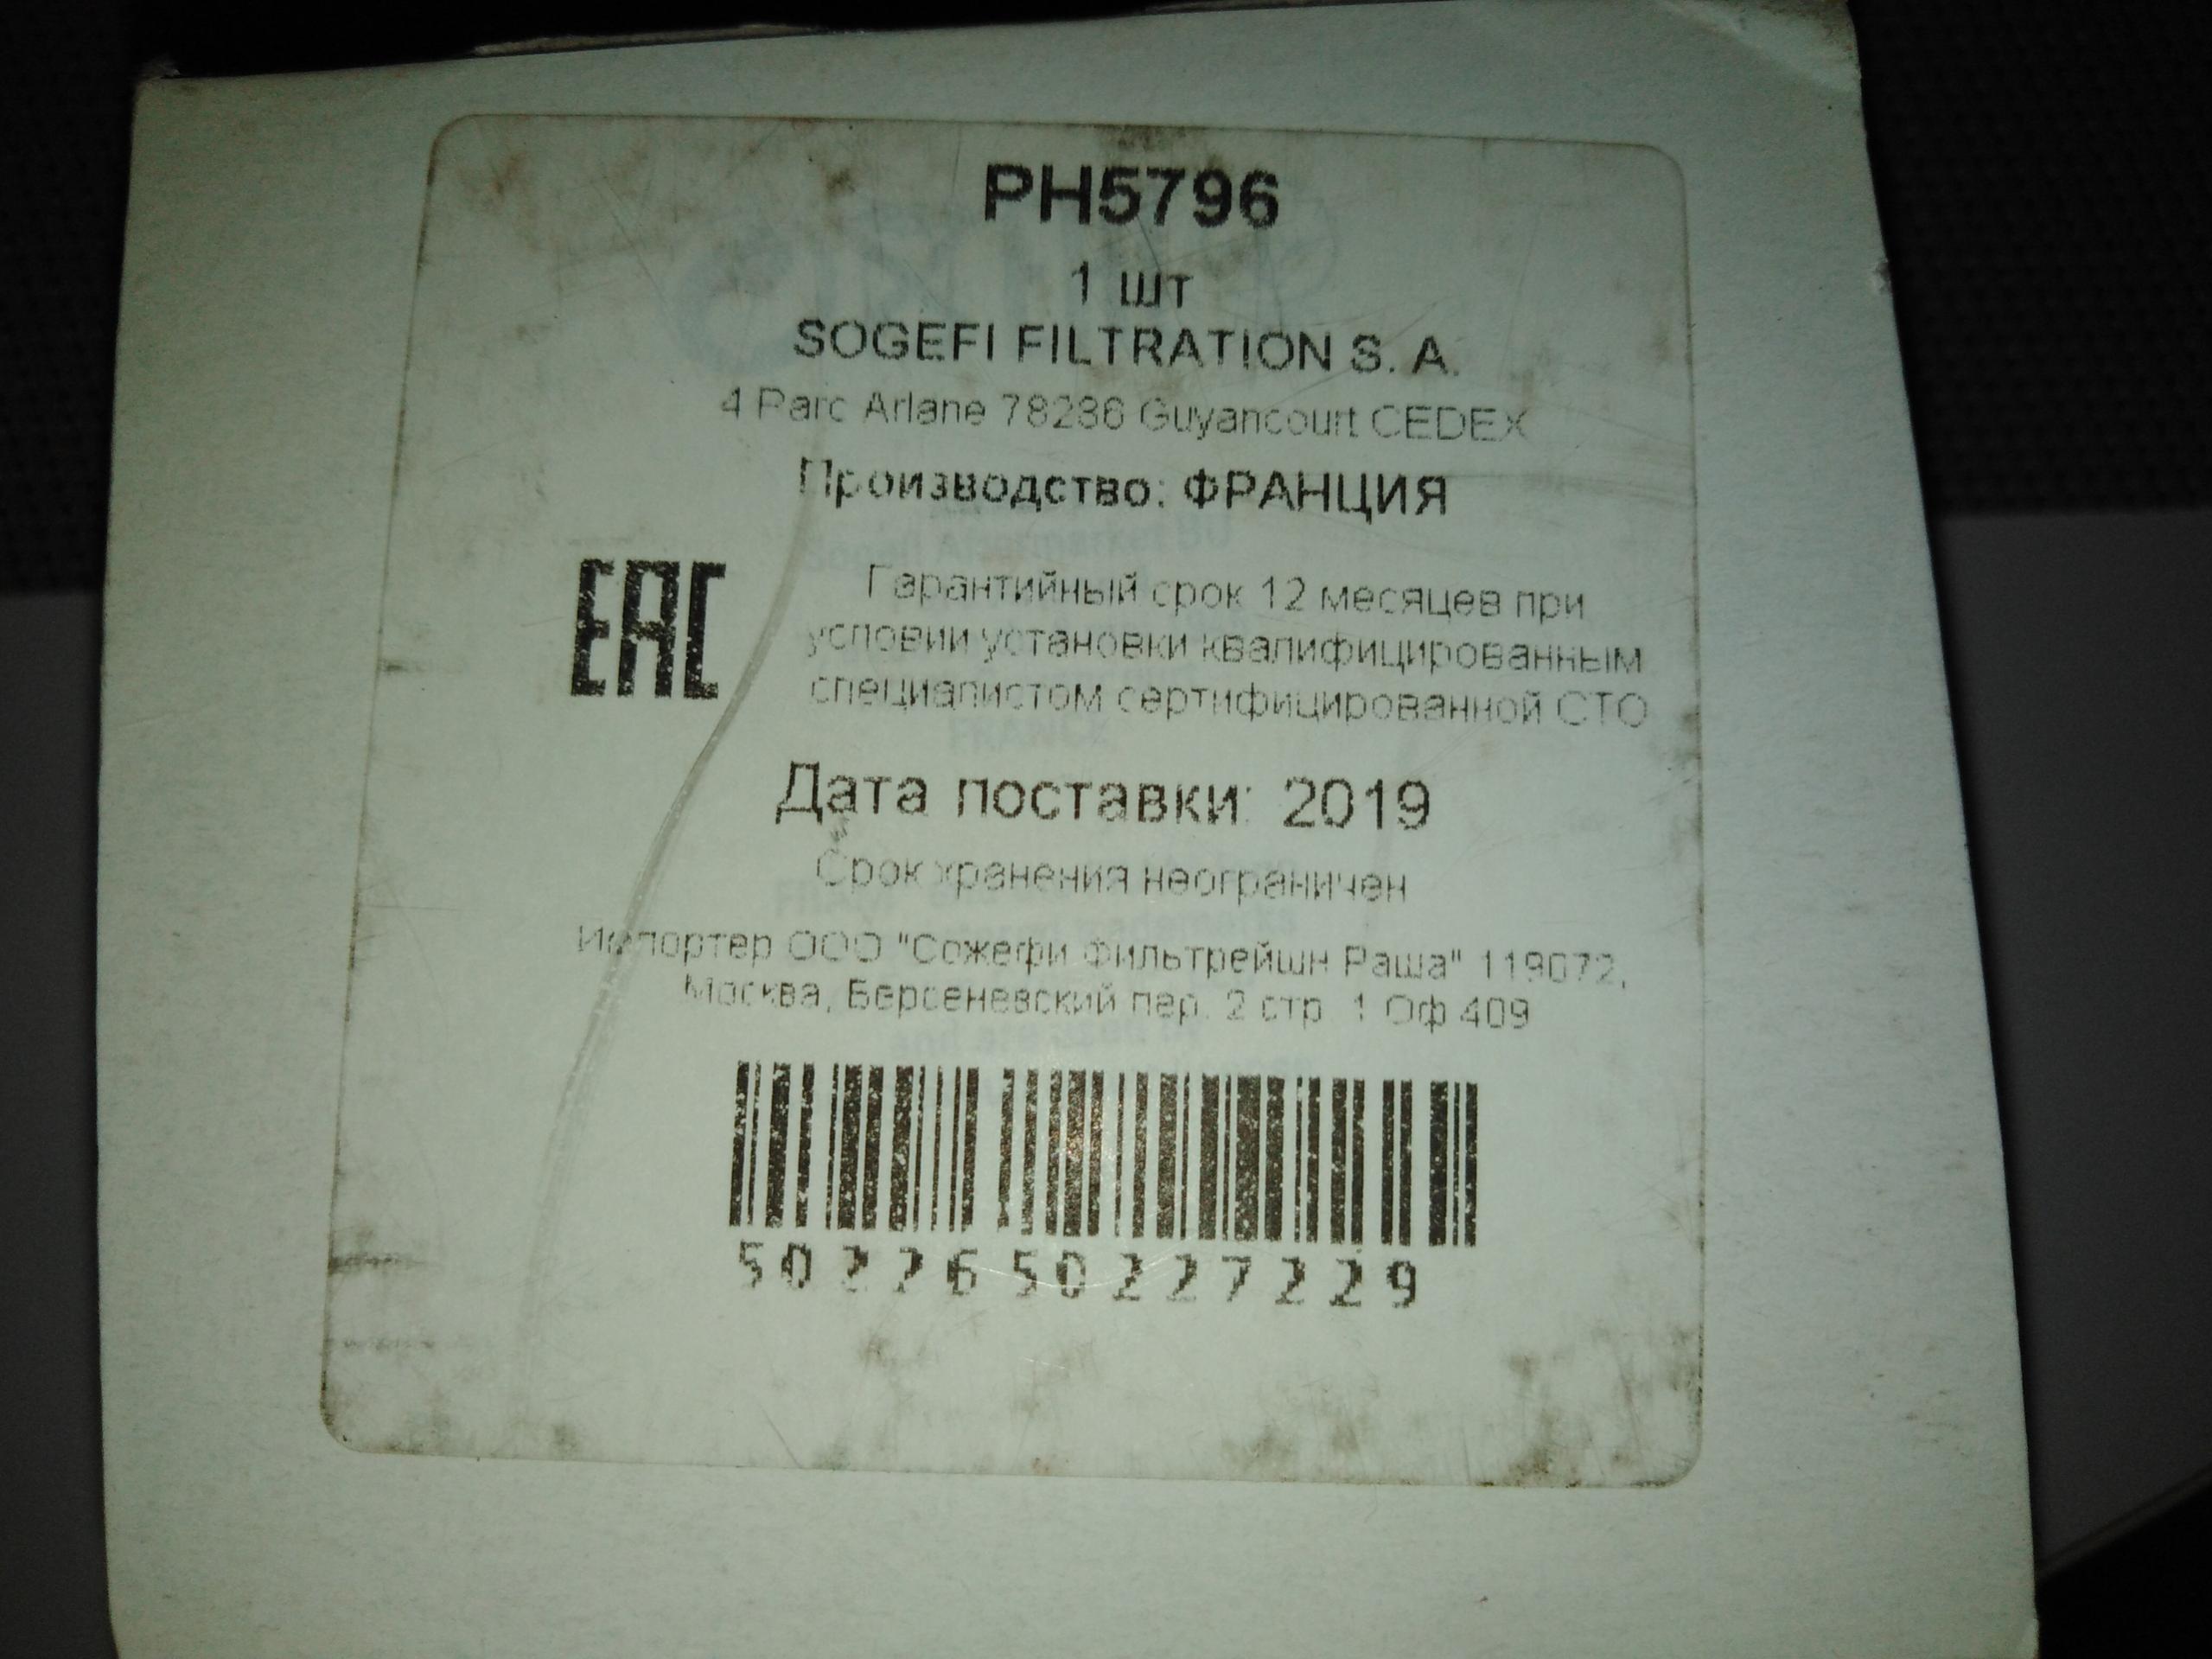 PH5796
1 шт
SOGEFI FILTRATION S. A.
4 Parc Ariane 78286 Guyancourt CEDEX
Производство: ФРАНЦИЯ
EAC
Гарантийный срок 12 месяцев при
условии установки квалифицированным
специалистом сертифицированной СТО
Дата поставки: 2019
Срок хранения неограничен
Импортер ООО "Сожефи Фильтрейшн Раша" 119072,
Москва, Берсеневский пер. 2 стр. 1 Оф 409
5022650227229